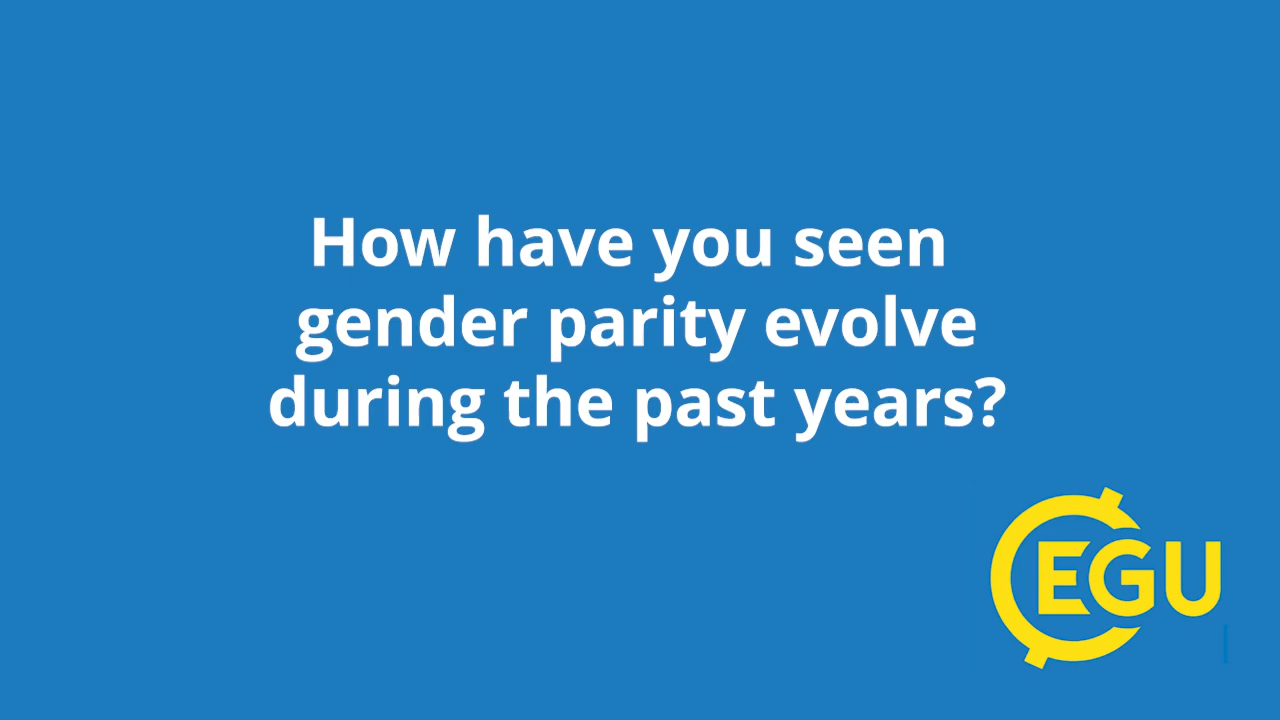 How have you seen
gender parity evolve
during the past years?
EGU